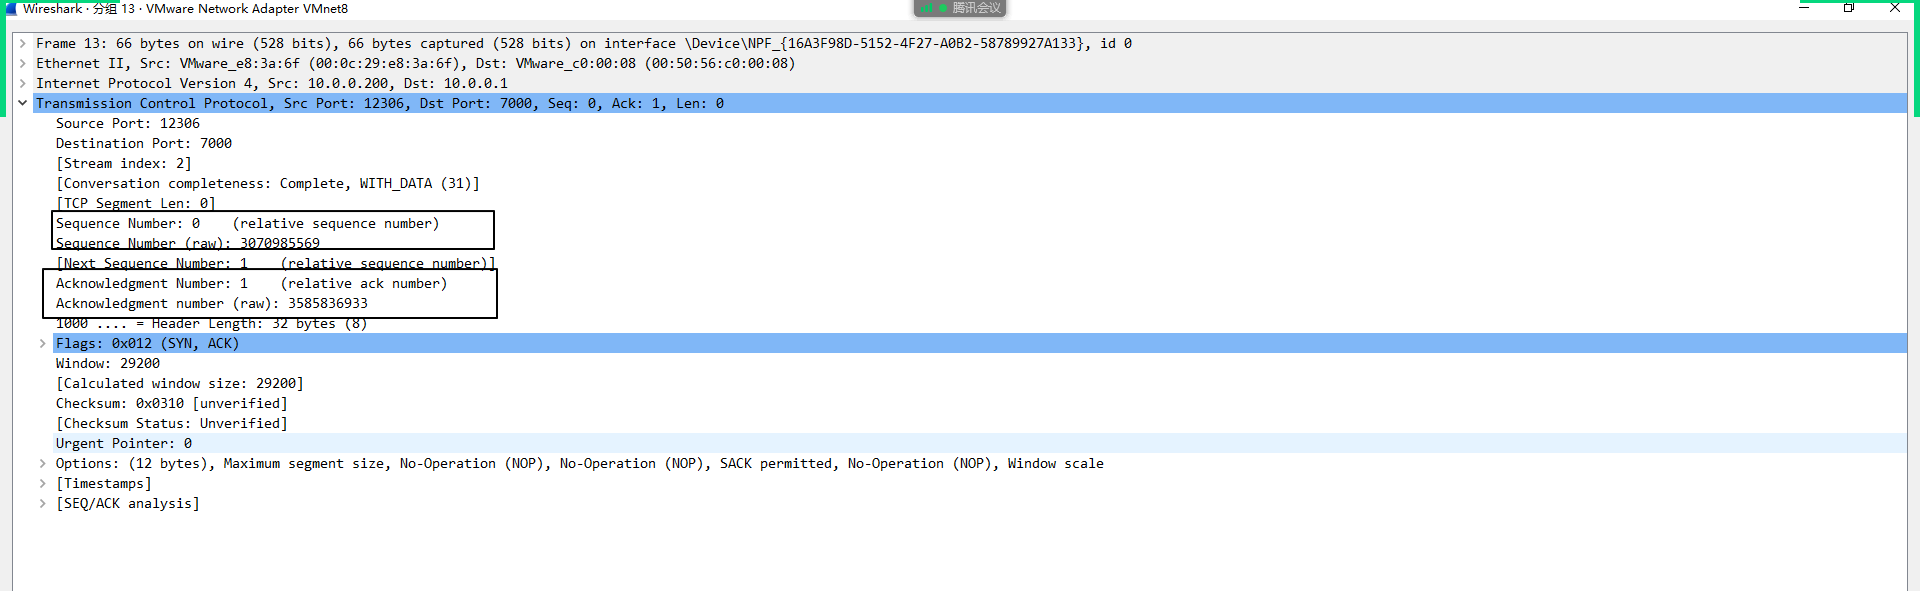 Wireshark · 分组 13 · VMware Network Adapter VMnet8
腾讯会议
Frame 13: 66 bytes on wire (528 bits), 66 bytes captured (528 bits) on interface \Device\NPF_{16A3F98D-5152-4F27-A0B2-58789927A133}, id 0
Ethernet II, Src: VMware_e8:3a:6f (00:0c:29:e8:3a:6f), Dst: VMware_c0:00:08 (00:50:56:c0:00:08)
Internet Protocol Version 4, Src: 10.0.0.200, Dst: 10.0.0.1
Transmission Control Protocol, Src Port: 12306, Dst Port: 7000, Seq: 0, Ack: 1, Len: 0
Source Port: 12306
Destination Port: 7000
[Stream index: 2]
[Conversation completeness: Complete, WITH_DATA (31)]
[TCP Segment Len: 0]
Sequence Number: 0    (relative sequence number)
Sequence Number (raw): 3070985569
[Next Sequence Number: 1    (relative sequence number)]
Acknowledgment Number: 1    (relative ack number)
Acknowledgment number (raw): 3585836933
1000 .... = Header Length: 32 bytes (8)
Flags: 0x012 (SYN, ACK)
Window: 29200
[Calculated window size: 29200]
Checksum: 0x0310 [unverified]
[Checksum Status: Unverified]
Urgent Pointer: 0
Options: (12 bytes), Maximum segment size, No-Operation (NOP), No-Operation (NOP), SACK permitted, No-Operation (NOP), Window scale
[Timestamps]
[SEQ/ACK analysis]